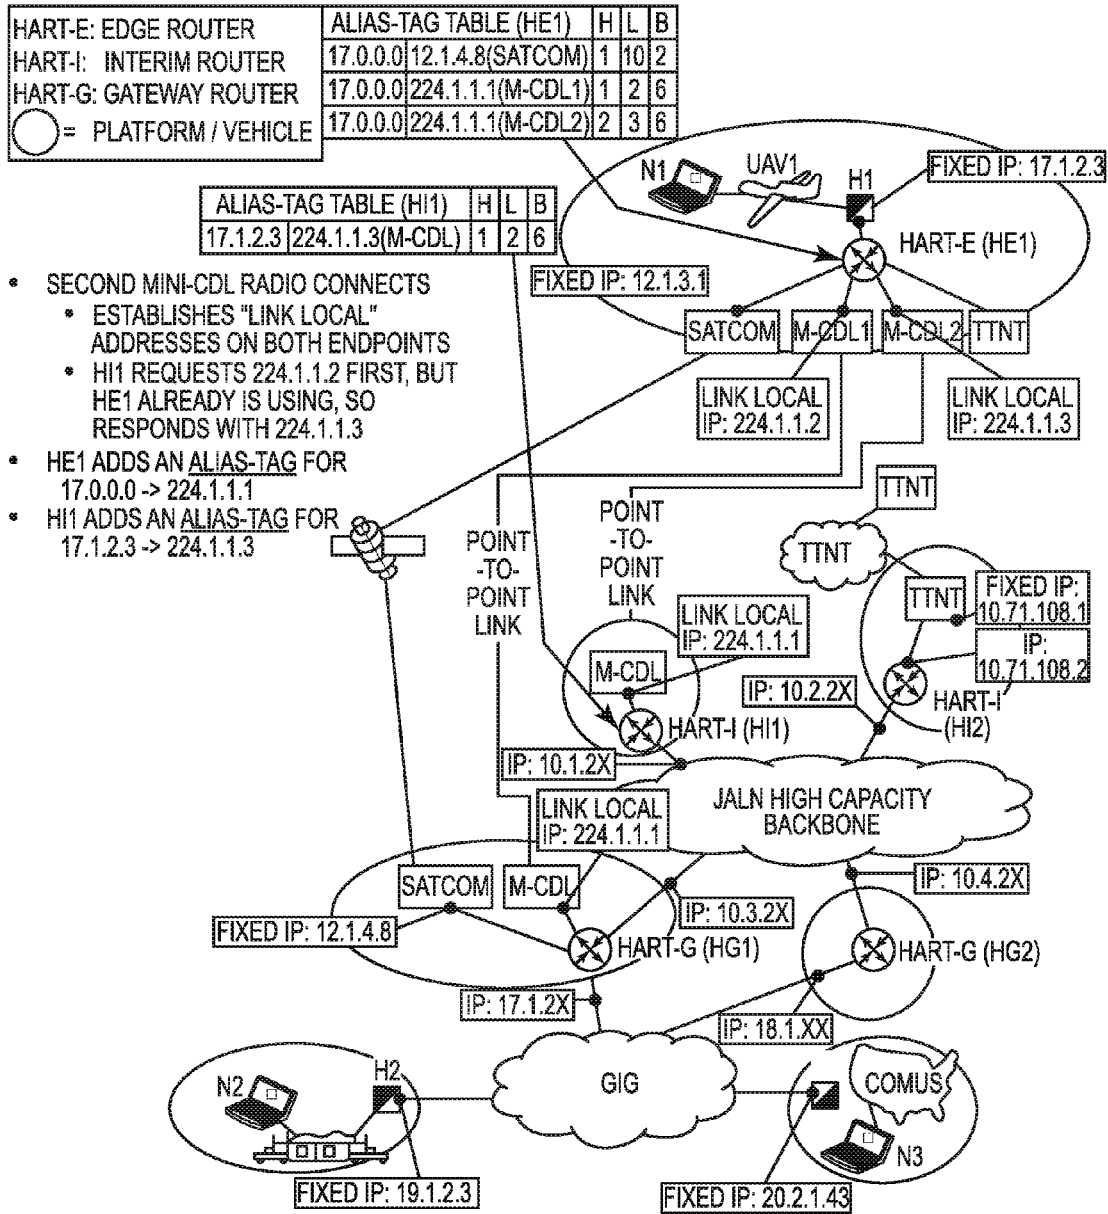 HART-E: EDGE ROUTER
HART-I: INTERIM ROUTER
HART-G: GATEWAY ROUTER
= PLATFORM / VEHICLE
ALIAS-TAG TABLE (HE1) H L B
17.0.0.0 12.1.4.8(SATCOM) 1 10 2
17.0.0.0 224.1.1.1(M-CDL1) 1 2 6
17.0.0.0 224.1.1.1(M-CDL2) 2 3 6
ALIAS-TAG TABLE (HI1) H L B
17.1.2.3 224.1.1.3(M-CDL) 1 2 6
N1
UAV1
H1
FIXED IP: 17.1.2.3
HART-E (HE1)
FIXED IP: 12.1.3.1
SATCOM
M-CDL1
M-CDL2
TTNT
LINK LOCAL
IP: 224.1.1.2
LINK LOCAL
IP: 224.1.1.3
• SECOND MINI-CDL RADIO CONNECTS
• ESTABLISHES "LINK LOCAL"
ADDRESSES ON BOTH ENDPOINTS
• HI1 REQUESTS 224.1.1.2 FIRST, BUT
HE1 ALREADY IS USING, SO
RESPONDS WITH 224.1.1.3
• HE1 ADDS AN ALIAS-TAG FOR
17.0.0.0 -> 224.1.1.1
• HI1 ADDS AN ALIAS-TAG FOR
17.1.2.3 -> 224.1.1.3
POINT
-TO-
POINT
LINK
POINT
-TO-
POINT
LINK
TTNT
TTNT
TTNT
FIXED IP:
10.71.108.1
IP:
10.71.108.2
LINK LOCAL
IP: 224.1.1.1
M-CDL
HART-I (HI1)
IP: 10.2.2X
HART-I
(HI2)
IP: 10.1.2X
JALN HIGH CAPACITY
BACKBONE
LINK LOCAL
IP: 224.1.1.1
SATCOM
M-CDL
IP: 10.4.2X
IP: 10.3.2X
FIXED IP: 12.1.4.8
HART-G (HG1)
HART-G (HG2)
IP: 17.1.2X
IP: 18.1.XX
GIG
N2
H2
COMUS
N3
FIXED IP: 19.1.2.3
FIXED IP: 20.2.1.43